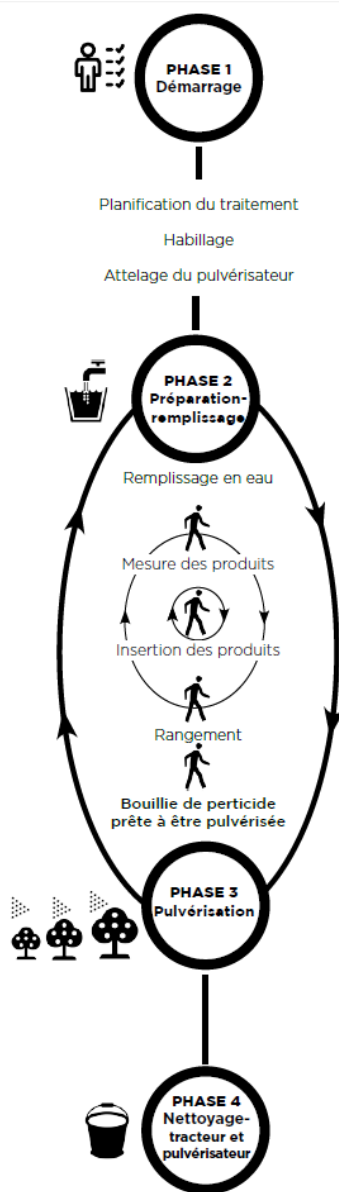 PHASE 1
Démarrage
Planification du traitement
Habillage
Attelage du pulvérisateur
PHASE 2
Préparation-
remplissage
Remplissage en eau
Mesure des produits
Insertion des produits
Rangement
Bouillie de perticide
prête à être pulvérisée
PHASE 3
Pulvérisation
PHASE 4
Nettoyage-
tracteur et
pulvérisateur